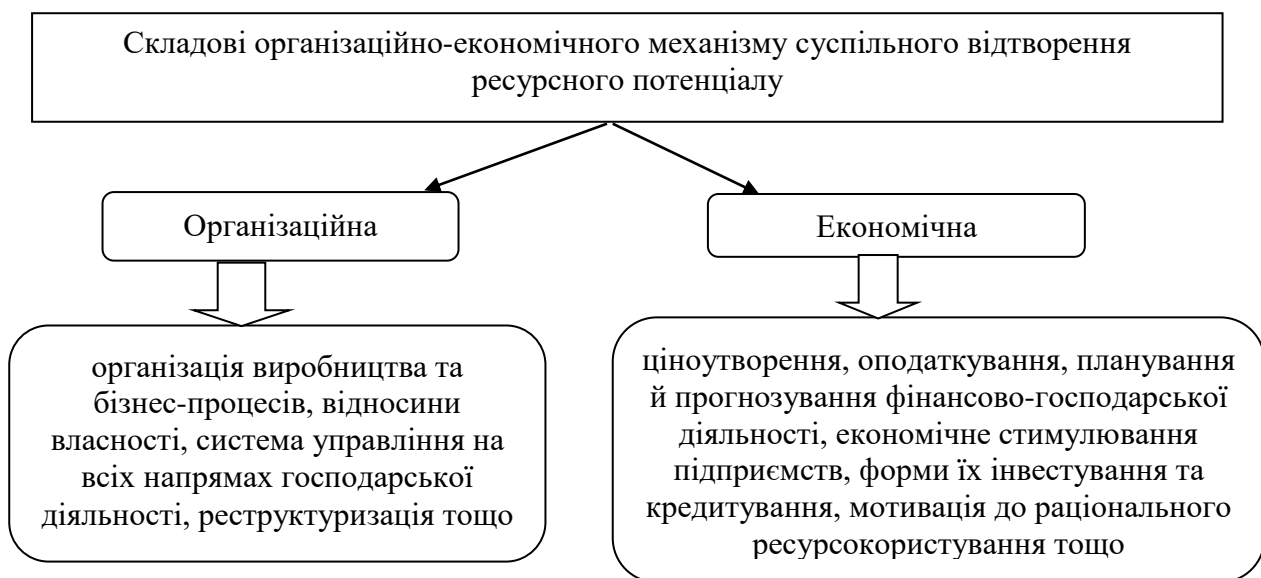 Складові організаційно-економічного механізму суспільного відтворення
ресурсного потенціалу
Організаційна
Економічна
організація виробництва та
бізнес-процесів, відносини
власності, система управління на
всіх напрямах господарської
діяльності, реструктуризація тощо
ціноутворення, оподаткування, планування
й прогнозування фінансово-господарської
діяльності, економічне стимулювання
підприємств, форми їх інвестування та
кредитування, мотивація до раціонального
ресурсокористування тощо